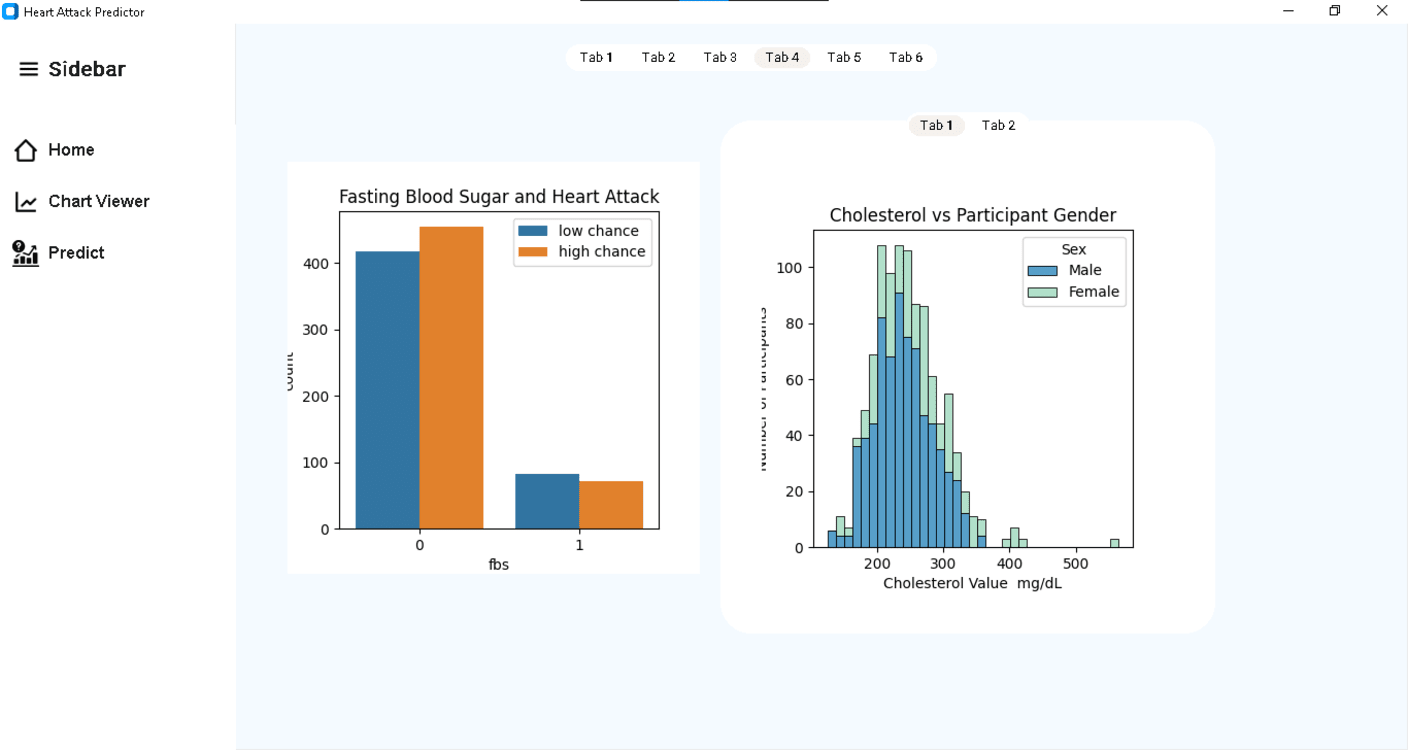 Heart Attack Predictor
Sidebar
Home
Chart Viewer
Predict
Tab 1 Tab 2 Tab 3 Tab 4 Tab 5 Tab 6
Fasting Blood Sugar and Heart Attack
low chance
high chance
count
400
300
200
100
0
0 1
fbs
Tab 1 Tab 2
Cholesterol vs Participant Gender
Sex
Male
Female
Number of Participants
100
80
60
40
20
0
200 300 400 500
Cholesterol Value mg/dL